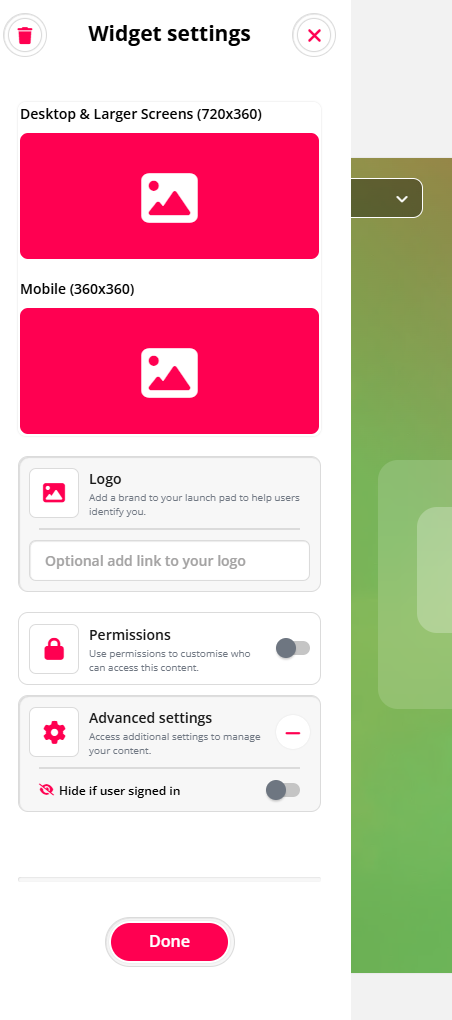 Widget settings
Desktop & Larger Screens (720x360)
Mobile (360x360)
Logo
Add a brand to your launch pad to help users
identify you.
Optional add link to your logo
Permissions
Use permissions to customise who
can access this content.
Advanced settings
Access additional settings to manage
your content.
Hide if user signed in
Done